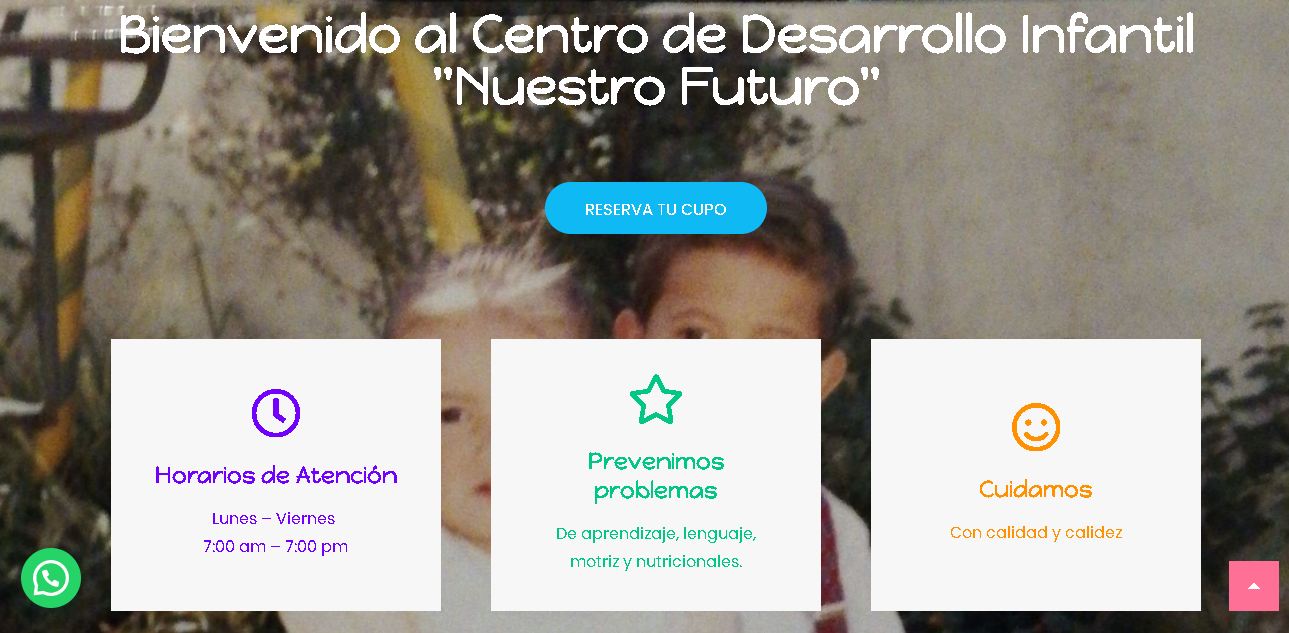 Bienvenido al Centro de Desarrollo Infantil
"Nuestro Futuro"
RESERVA TU CUPO
Horarios de Atención
Lunes – Viernes
7:00 am – 7:00 pm
Prevenimos
problemas
De aprendizaje, lenguaje,
motriz y nutricionales.
Cuidamos
Con calidad y calidez